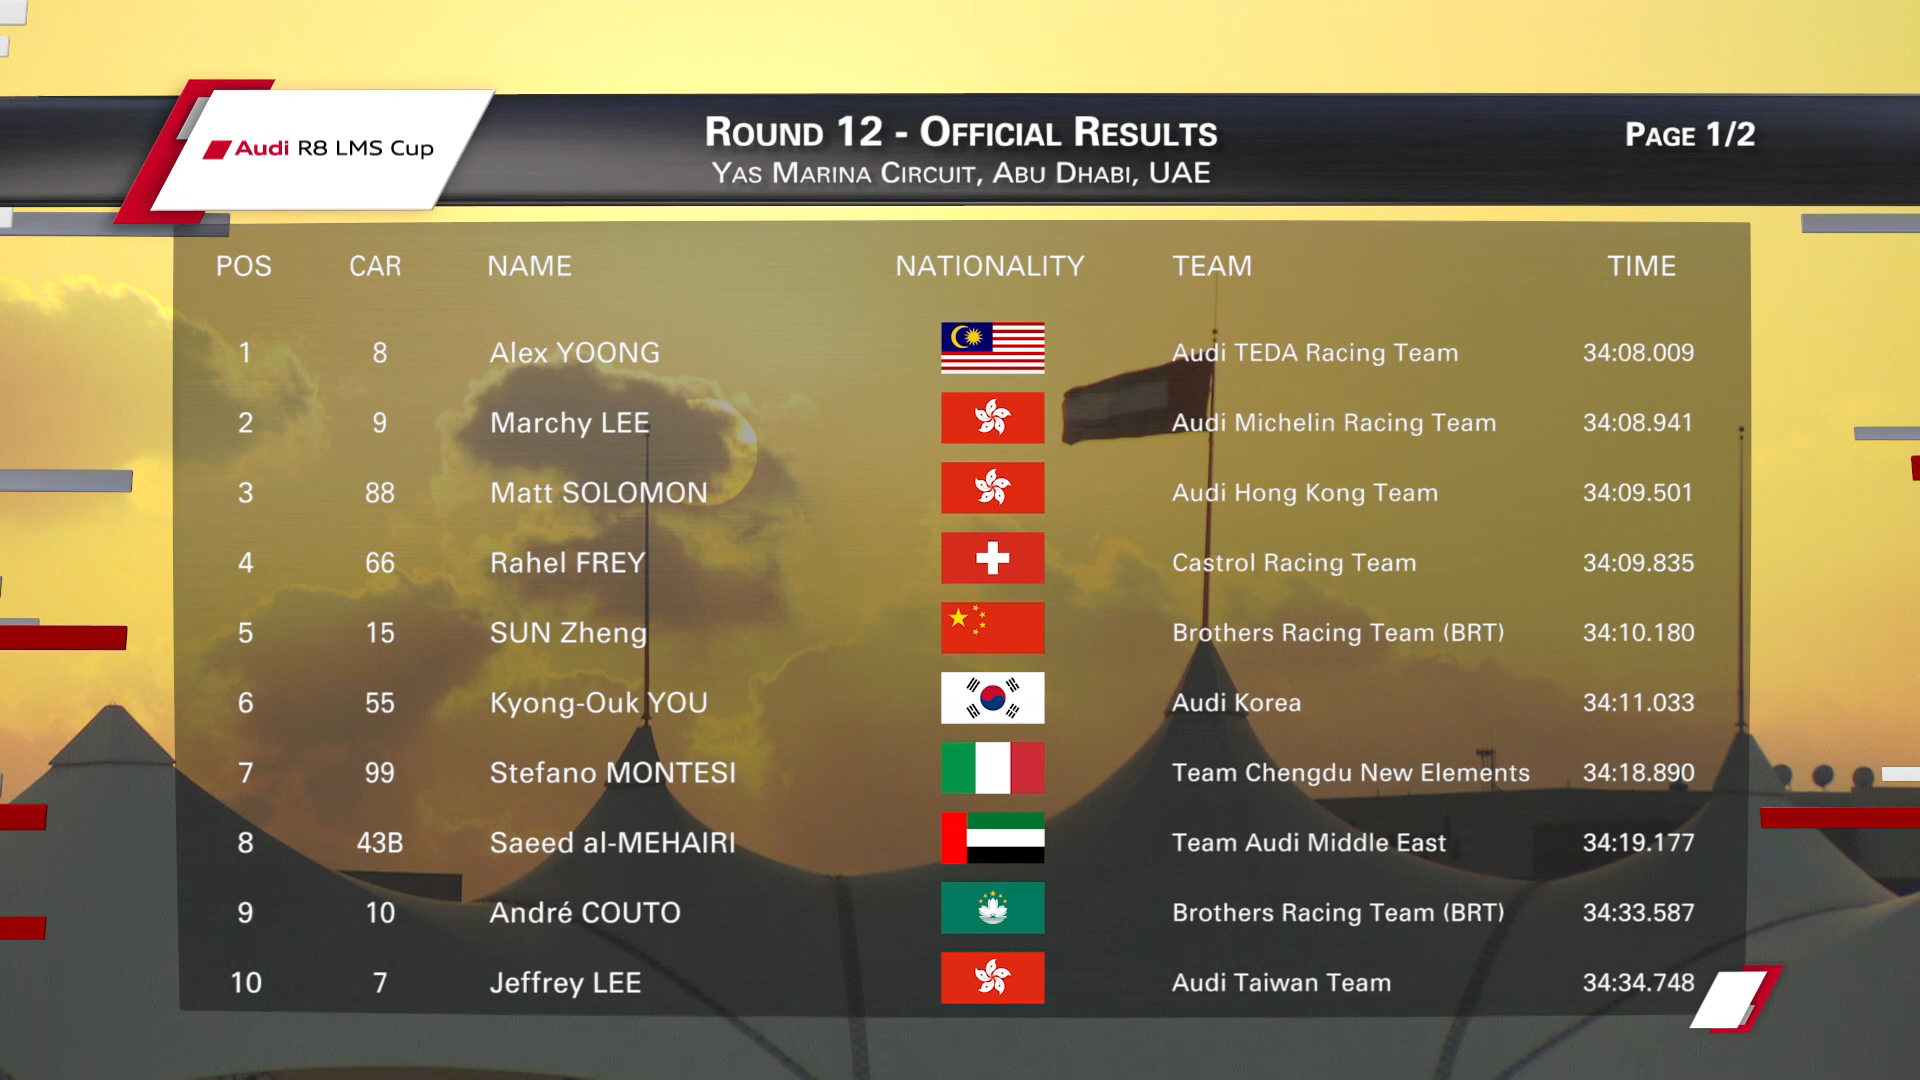 Audi R8 LMS Cup
Round 12 - Official Results
Yas Marina Circuit, Abu Dhabi, UAE
Page 1/2
POS CAR NAME NATIONALITY TEAM TIME
1 8 Alex YOONG Audi TEDA Racing Team 34:08.009
2 9 Marchy LEE Audi Michelin Racing Team 34:08.941
3 88 Matt SOLOMON Audi Hong Kong Team 34:09.501
4 66 Rahel FREY Castrol Racing Team 34:09.835
5 15 SUN Zheng Brothers Racing Team (BRT) 34:10.180
6 55 Kyong-Ouk YOU Audi Korea 34:11.033
7 99 Stefano MONTESI Team Chengdu New Elements 34:18.890
8 43B Saeed al-MEHAIRI Team Audi Middle East 34:19.177
9 10 André COUTO Brothers Racing Team (BRT) 34:33.587
10 7 Jeffrey LEE Audi Taiwan Team 34:34.748